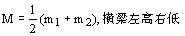 M = 1/2 (m₁ + m₂), 横梁左高右低